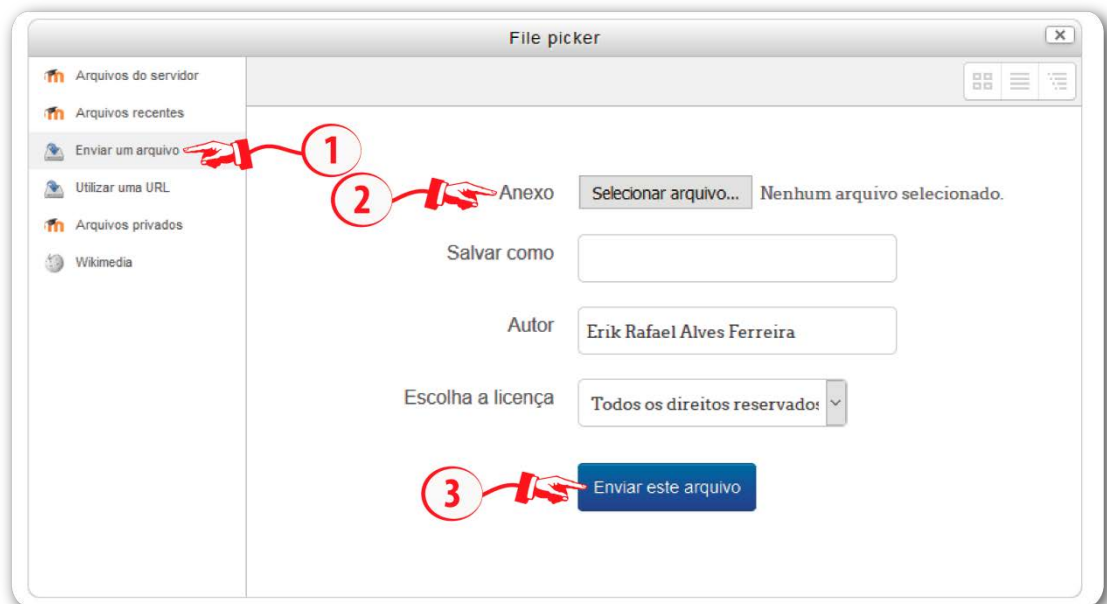 File picker
Arquivos do servidor
Arquivos recentes
Enviar um arquivo
1
Utilizar uma URL
Arquivos privados
Wikimedia
2
Anexo Selecionar arquivo... Nenhum arquivo selecionado.
Salvar como
Autor Erik Rafael Alves Ferreira
Escolha a licença Todos os direitos reservados
3
Enviar este arquivo